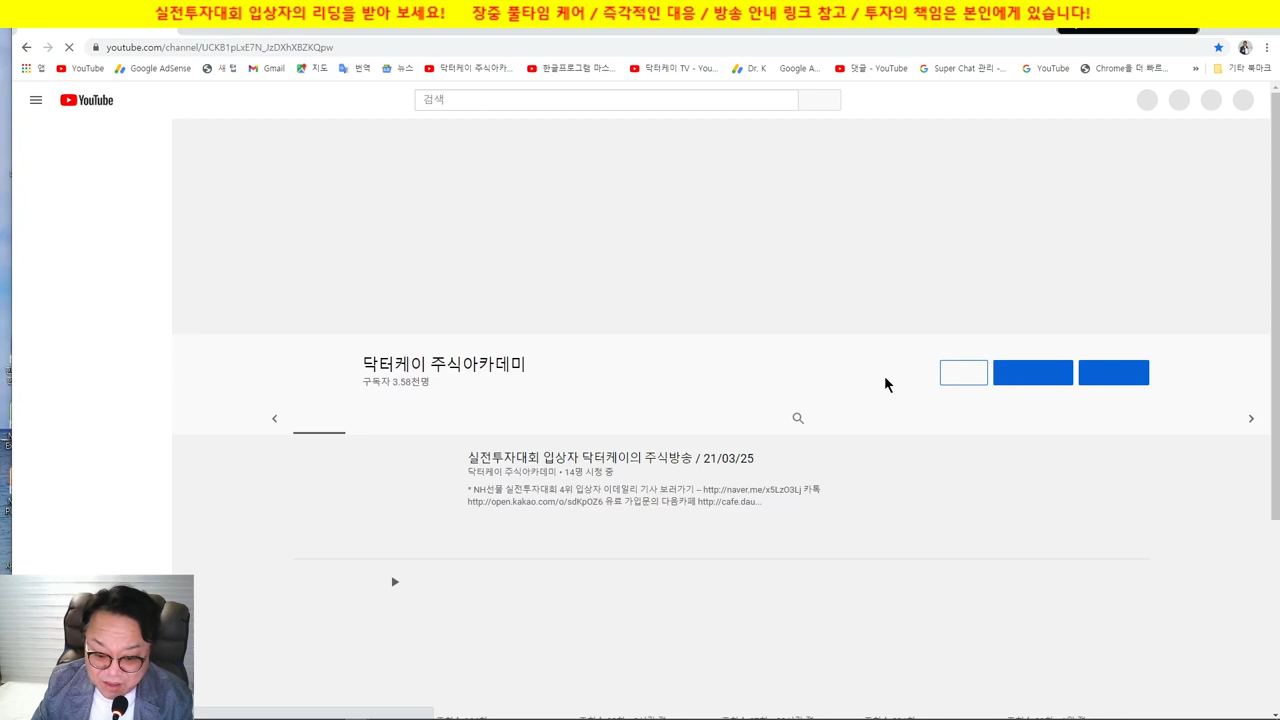 실전투자대회 입상자의 리딩을 받아 보세요! 장중 풀타임 케어 / 즉각적인 대응 / 방송 안내 링크 참고 / 투자의 책임은 본인에게 있습니다!
youtube.com/channel/UCKB1pLxE7N_JzDXhXBZKQpw
앱 YouTube Google AdSense 새 탭 Gmail 지도 번역 뉴스 닥터케이 주식아카... 한글프로그램 마스... 닥터케이 TV - You... Dr. K Google A... 댓글 - YouTube Super Chat 관리 -... YouTube Chrome을 더 빠르... » 기타 북마크
YouTube
검색
닥터케이 주식아카데미
구독자 3.58천명
실전투자대회 입상자 닥터케이의 주식방송 / 21/03/25
닥터케이 주식아카데미 • 14명 시청 중
* NH선물 실전투자대회 4위 입상자 이데일리 기사 보러가기 – http://naver.me/x5LzO3Lj 카톡
http://open.kakao.com/o/sdKpOZ6 유료 가입문의 다음카페 http://cafe.dau...